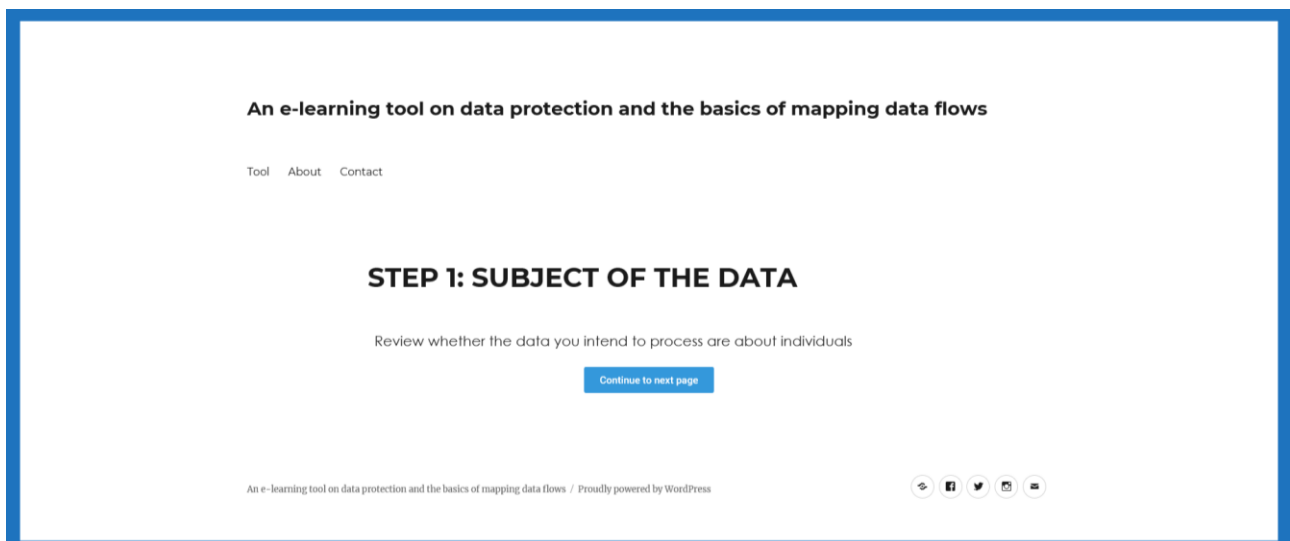 An e-learning tool on data protection and the basics of mapping data flows
Tool About Contact
STEP 1: SUBJECT OF THE DATA
Review whether the data you intend to process are about individuals
Continue to next page
An e-learning tool on data protection and the basics of mapping data flows / Proudly powered by WordPress